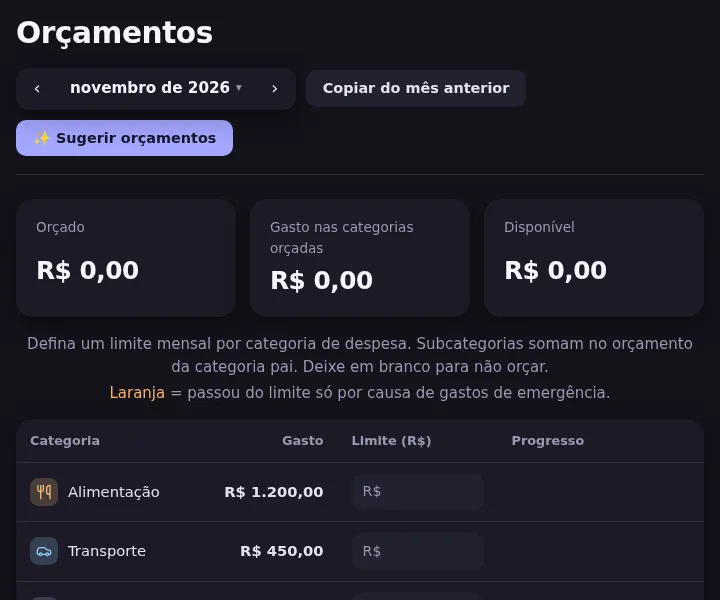 Orçamentos
‹ novembro de 2026 ▾ › Copiar do mês anterior
✨ Sugerir orçamentos
Orçado
R$ 0,00
Gasto nas categorias
orçadas
R$ 0,00
Disponível
R$ 0,00
Defina um limite mensal por categoria de despesa. Subcategorias somam no orçamento
da categoria pai. Deixe em branco para não orçar.
Laranja = passou do limite só por causa de gastos de emergência.
Categoria Gasto Limite (R$) Progresso
Alimentação R$ 1.200,00 R$
Transporte R$ 450,00 R$